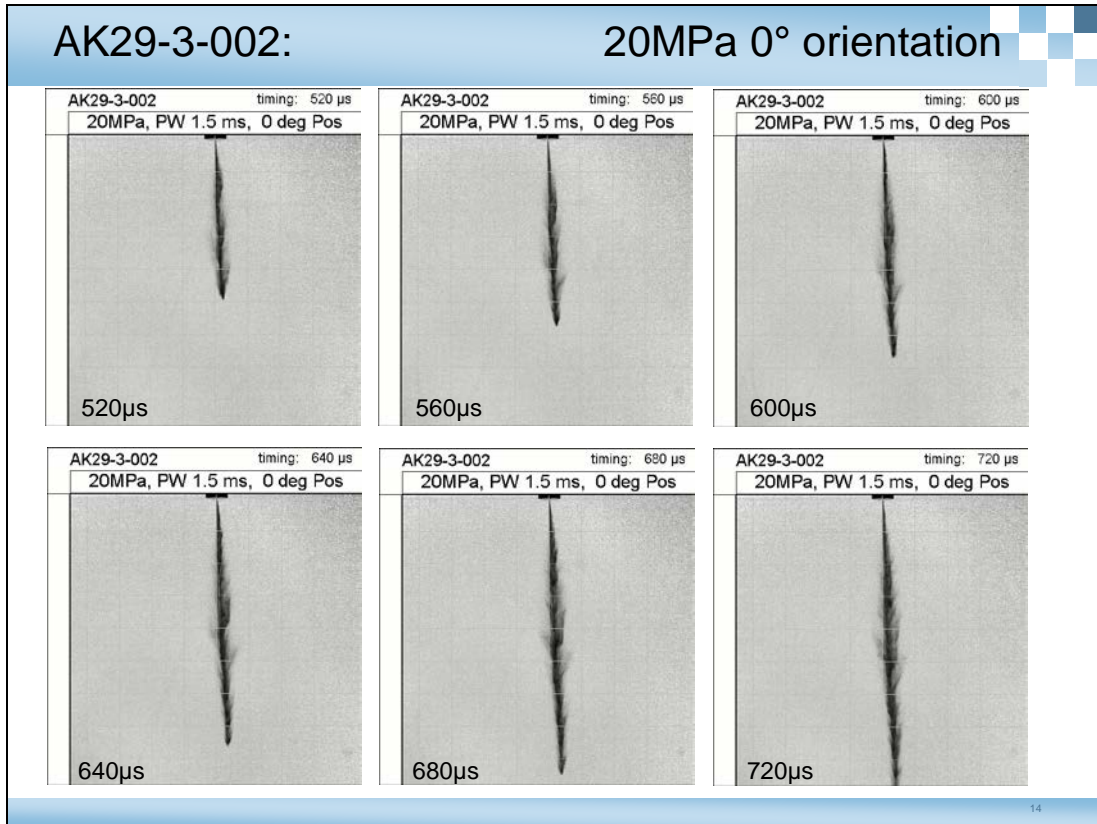 AK29-3-002: 20MPa 0° orientation
AK29-3-002 timing: 520 µs
20MPa, PW 1.5 ms, 0 deg Pos
520µs
AK29-3-002 timing: 560 µs
20MPa, PW 1.5 ms, 0 deg Pos
560µs
AK29-3-002 timing: 600 µs
20MPa, PW 1.5 ms, 0 deg Pos
600µs
AK29-3-002 timing: 640 µs
20MPa, PW 1.5 ms, 0 deg Pos
640µs
AK29-3-002 timing: 680 µs
20MPa, PW 1.5 ms, 0 deg Pos
680µs
AK29-3-002 timing: 720 µs
20MPa, PW 1.5 ms, 0 deg Pos
720µs
14